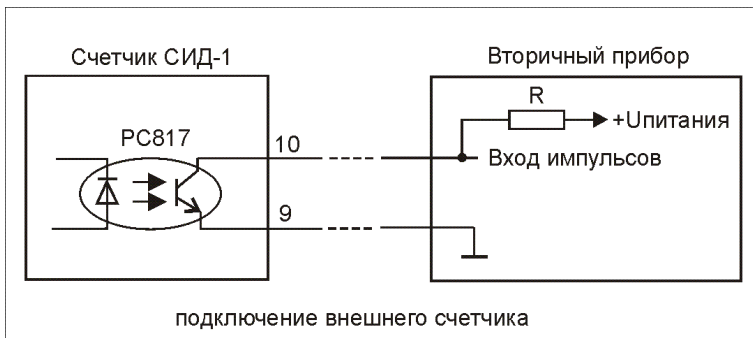 Счетчик СИД-1
Вторичный прибор
R
+Uпитания
PC817
10
Вход импульсов
9
подключение внешнего счетчика